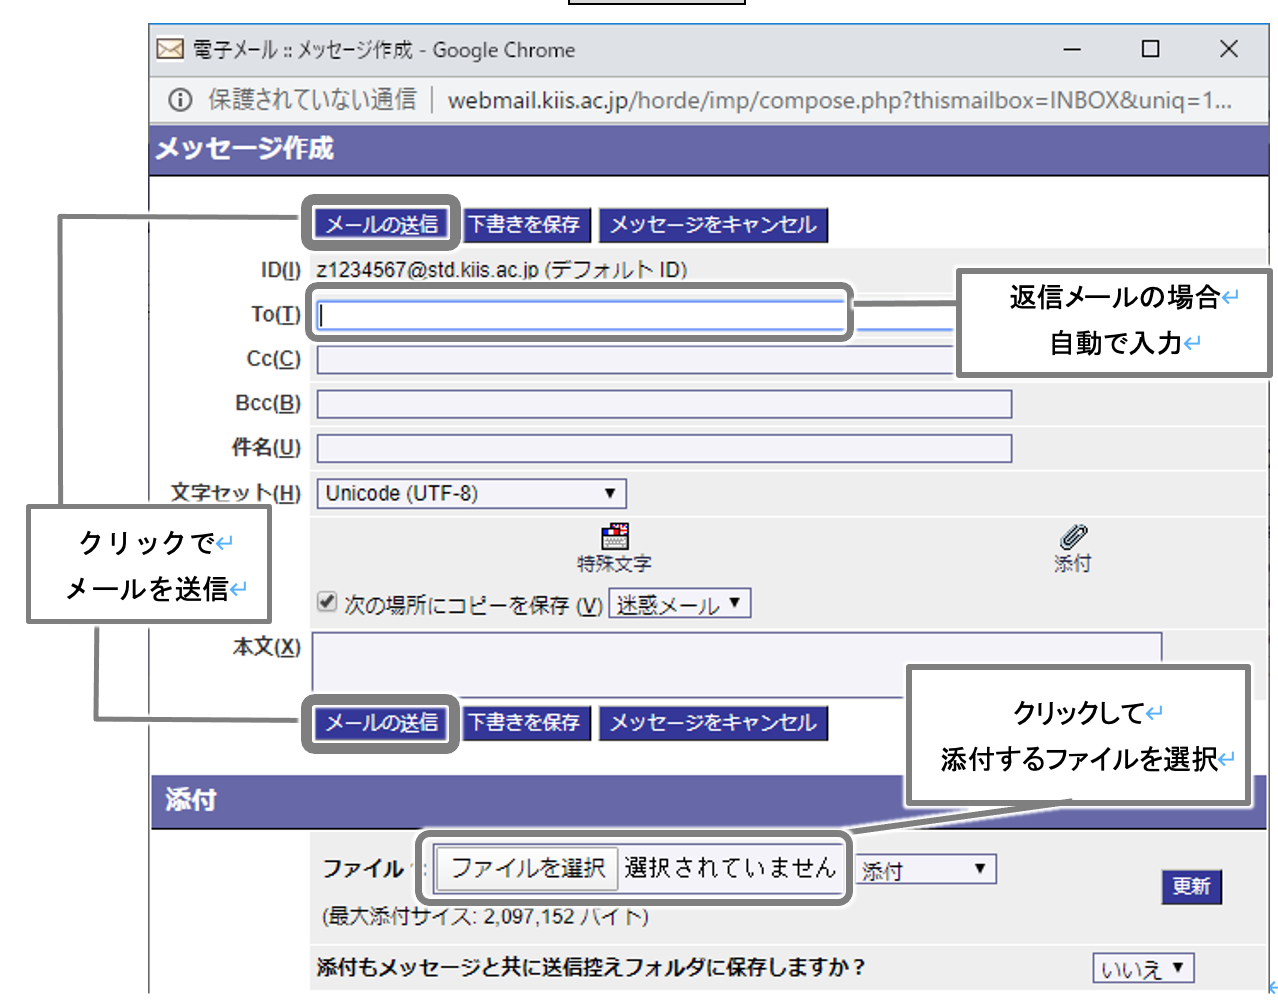 電子メール :: メッセージ作成 - Google Chrome
保護されていない通信 | webmail.kiis.ac.jp/horde/imp/compose.php?thismailbox=INBOX&uniq=1...
メッセージ作成
メールの送信 下書きを保存 メッセージをキャンセル
ID(I) z1234567@std.kiis.ac.jp (デフォルト ID)
To(T)
返信メールの場合↵
自動で入力↵
Cc(C)
Bcc(B)
件名(U)
文字セット(H) Unicode (UTF-8)
クリックで↵
メールを送信↵
特殊文字 添付
次の場所にコピーを保存 (V) 迷惑メール
本文(X)
メールの送信 下書きを保存 メッセージをキャンセル
クリックして↵
添付するファイルを選択↵
添付
ファイル : ファイルを選択 選択されていません 添付
更新
(最大添付サイズ: 2,097,152 バイト)
添付もメッセージと共に送信控えフォルダに保存しますか？ いいえ